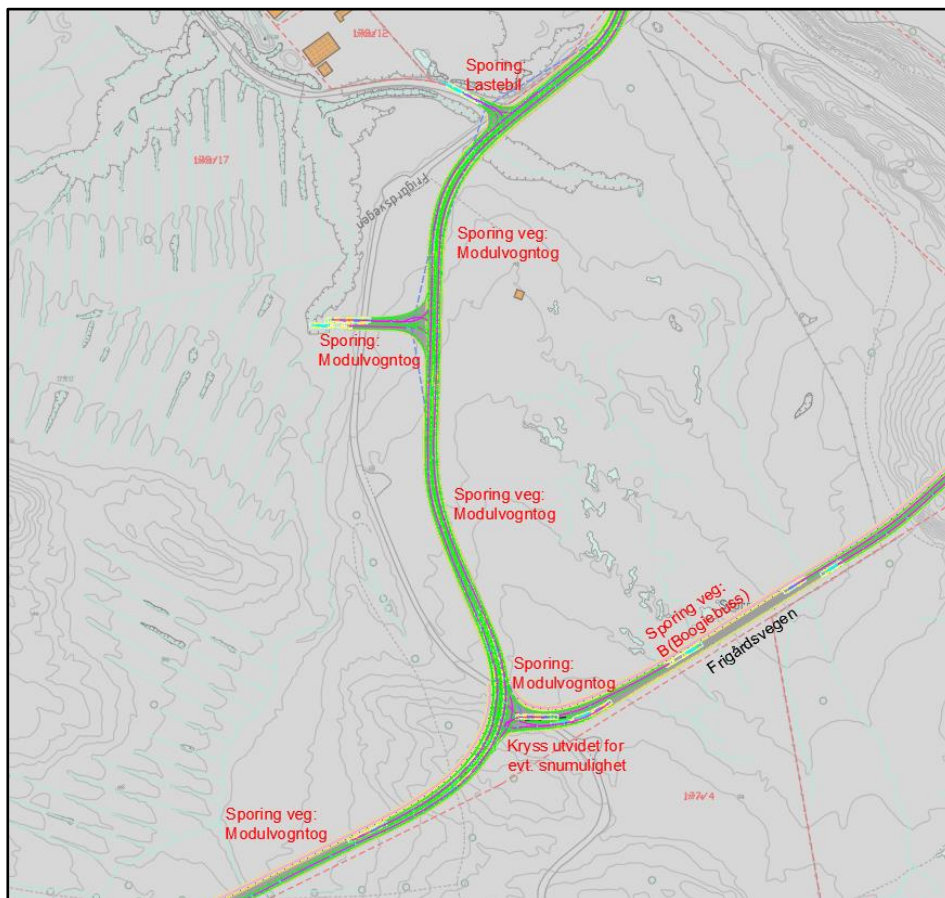 Sporing:
Lastebil
Frigårdsvegen
Sporing veg:
Modulvogntog
Sporing:
Modulvogntog
Sporing veg:
Modulvogntog
Sporing veg:
B(Boogiebuss)
Frigårdsvegen
Sporing:
Modulvogntog
Kryss utvidet for
evt. snumulighet
Sporing veg:
Modulvogntog